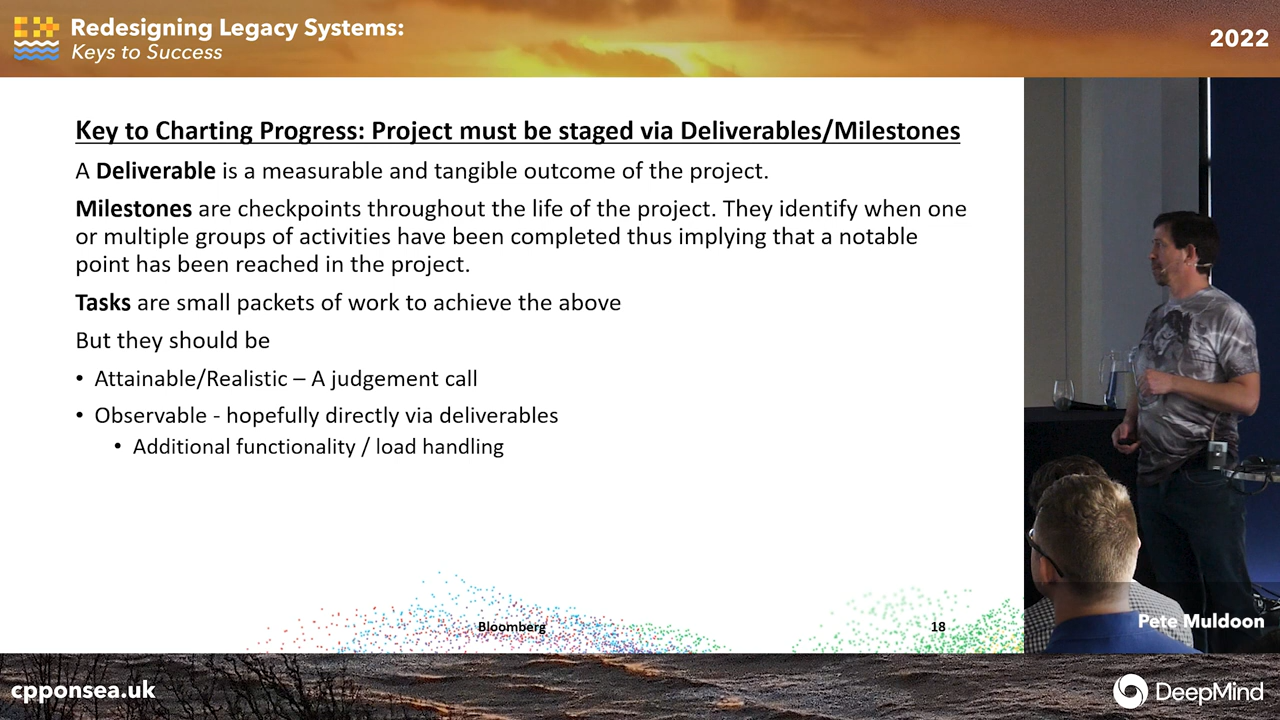 Redesigning Legacy Systems:
Keys to Success
2022
Key to Charting Progress: Project must be staged via Deliverables/Milestones
A Deliverable is a measurable and tangible outcome of the project.
Milestones are checkpoints throughout the life of the project. They identify when one
or multiple groups of activities have been completed thus implying that a notable
point has been reached in the project.
Tasks are small packets of work to achieve the above
But they should be
• Attainable/Realistic – A judgement call
• Observable - hopefully directly via deliverables
• Additional functionality / load handling
Bloomberg
18
Pete Muldoon
cpponsea.uk
DeepMind